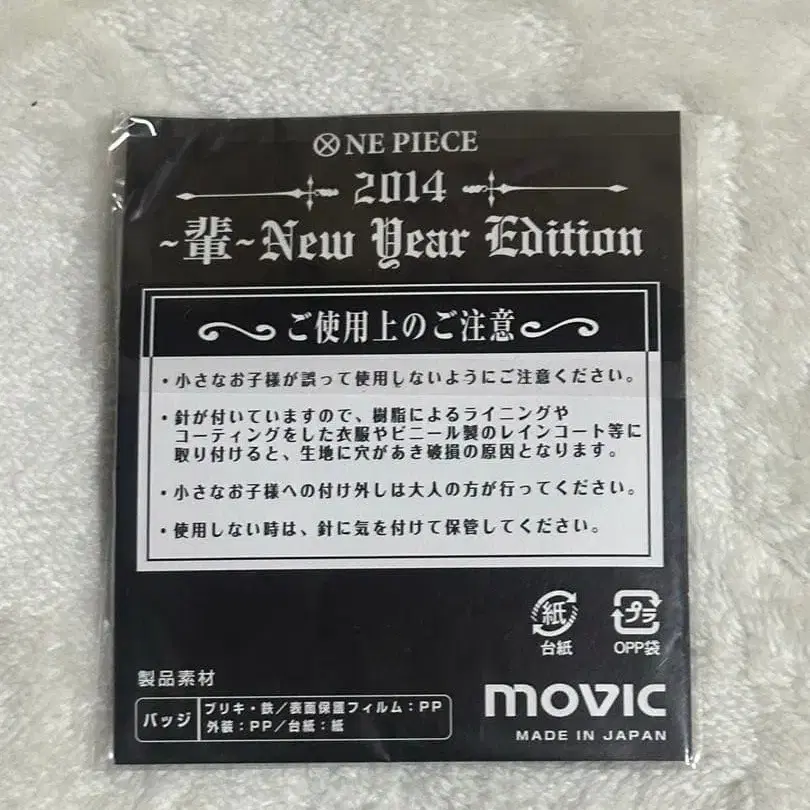 ONE PIECE
2014
~輩~New Year Edition
ご使用上のご注意
・小さなお子様が誤って使用しないようにご注意ください。
・針が付いていますので、樹脂によるライニングや
コーティングをした衣服やビニール製のレインコート等に
取り付けると、生地に穴があき破損の原因となります。
・小さなお子様への付け外しは大人の方が行ってください。
・使用しない時は、針に気を付けて保管してください。
紙
台紙
プラ
OPP袋
製品素材
バッジ
ブリキ・鉄/表面保護フィルム:PP
外装:PP/台紙:紙
movic
MADE IN JAPAN